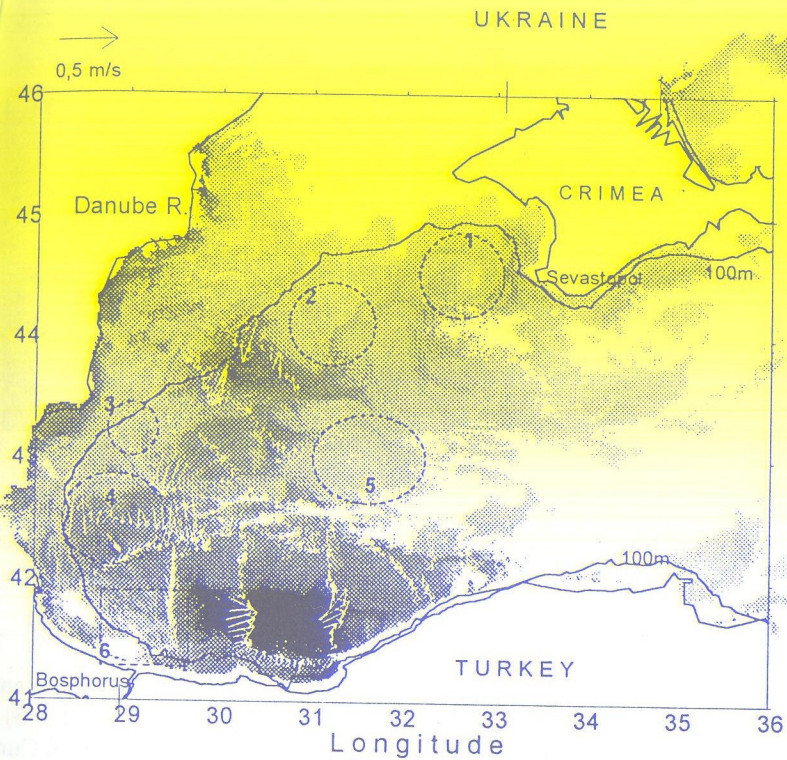 UKRAINE
0,5 m/s
46
45
44
43
42
41
Danube R.
CRIMEA
Sevastopol
100m
1
2
3
4
5
6
100m
TURKEY
Bosphorus
28 29 30 31 32 33 34 35 36
Longitude